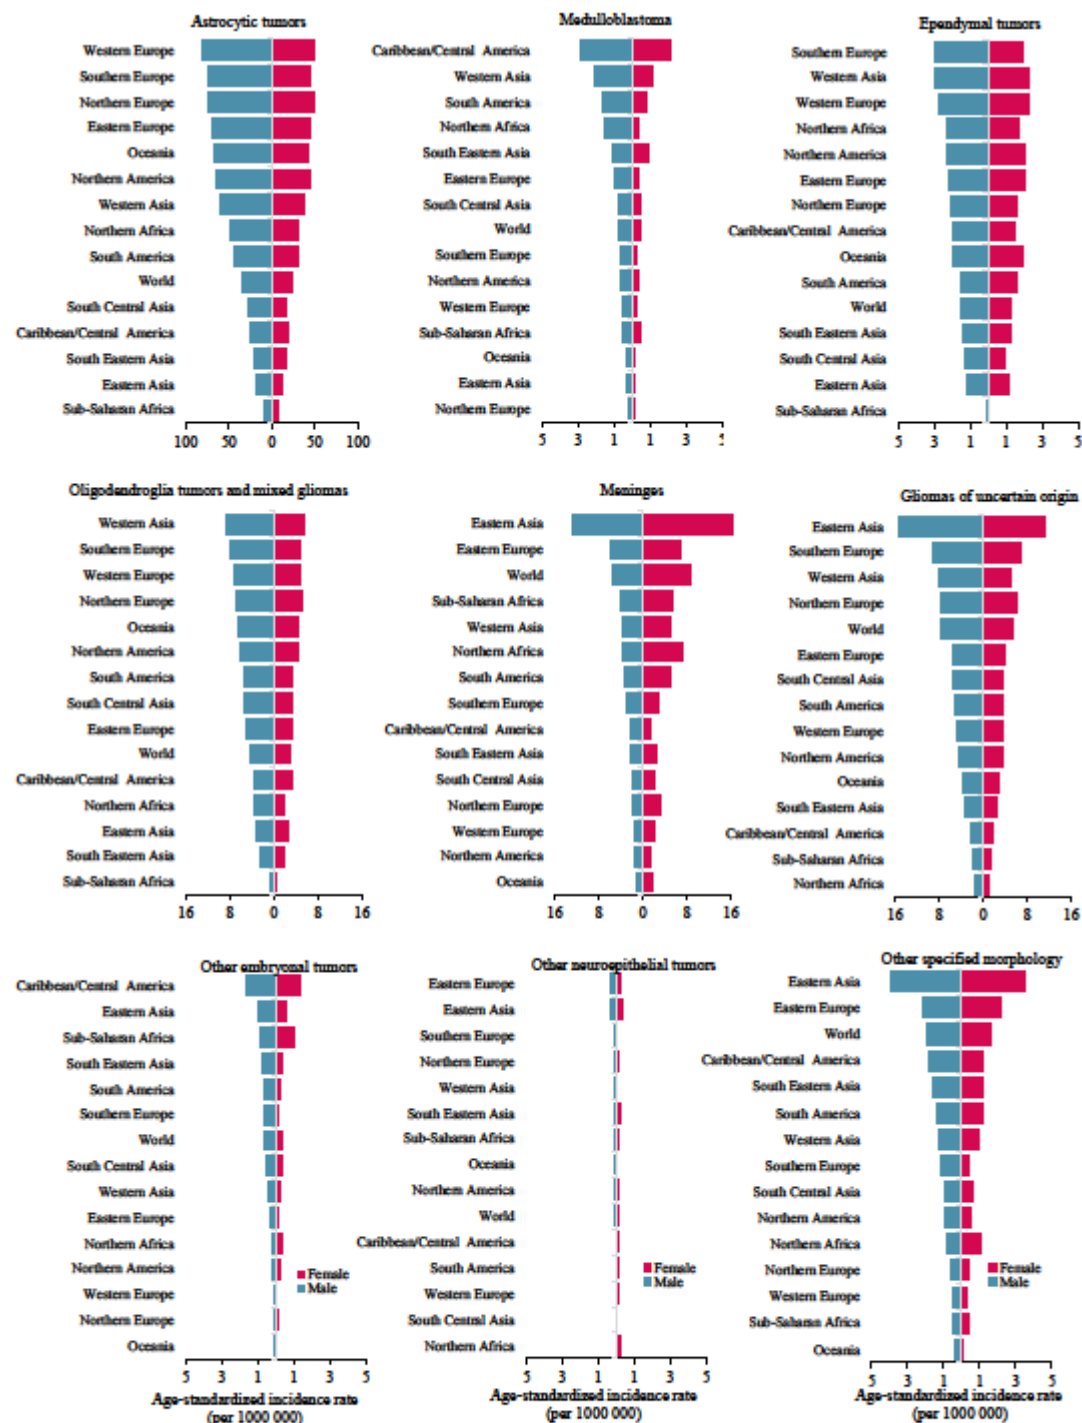 Astrocytic tumors
Western Europe
Southern Europe
Northern Europe
Eastern Europe
Oceania
Northern America
Western Asia
Northern Africa
South America
World
South Central Asia
Caribbean/Central America
South Eastern Asia
Eastern Asia
Sub-Saharan Africa
100 50 0 50 100
Medulloblastoma
Caribbean/Central America
Western Asia
South America
Northern Africa
South Eastern Asia
Eastern Europe
South Central Asia
World
Southern Europe
Northern America
Western Europe
Sub-Saharan Africa
Oceania
Eastern Asia
Northern Europe
5 3 1 1 3 5
Ependymal tumors
Southern Europe
Western Asia
Western Europe
Northern Africa
Northern America
Eastern Europe
Northern Europe
Caribbean/Central America
Oceania
South America
World
South Eastern Asia
South Central Asia
Eastern Asia
Sub-Saharan Africa
5 3 1 1 3 5
Oligodendroglia tumors and mixed gliomas
Western Asia
Southern Europe
Western Europe
Northern Europe
Oceania
Northern America
South America
South Central Asia
Eastern Europe
World
Caribbean/Central America
Northern Africa
Eastern Asia
South Eastern Asia
Sub-Saharan Africa
16 8 0 8 16
Meninges
Eastern Asia
Eastern Europe
World
Sub-Saharan Africa
Western Asia
Northern Africa
South America
Southern Europe
Caribbean/Central America
South Eastern Asia
South Central Asia
Northern Europe
Western Europe
Northern America
Oceania
16 8 0 8 16
Gliomas of uncertain origin
Eastern Asia
Southern Europe
Western Asia
Northern Europe
World
Eastern Europe
South Central Asia
South America
Western Europe
Northern America
Oceania
South Eastern Asia
Caribbean/Central America
Sub-Saharan Africa
Northern Africa
16 8 0 8 16
Other embryonal tumors
Caribbean/Central America
Eastern Asia
Sub-Saharan Africa
South Eastern Asia
South America
Southern Europe
World
South Central Asia
Western Asia
Eastern Europe
Northern Africa
Northern America
Western Europe
Northern Europe
Oceania
Female
Male
5 3 1 1 3 5
Age-standardized incidence rate
(per 1000 000)
Other neuroepithelial tumors
Eastern Europe
Eastern Asia
Southern Europe
Northern Europe
Western Asia
South Eastern Asia
Sub-Saharan Africa
Oceania
Northern America
World
Caribbean/Central America
South America
Western Europe
South Central Asia
Northern Africa
Female
Male
5 3 1 1 3 5
Age-standardized incidence rate
(per 1000 000)
Other specified morphology
Eastern Asia
Eastern Europe
World
Caribbean/Central America
South Eastern Asia
South America
Western Asia
Southern Europe
South Central Asia
Northern America
Northern Africa
Northern Europe
Western Europe
Sub-Saharan Africa
Oceania
Female
Male
5 3 1 1 3 5
Age-standardized incidence rate
(per 1000 000)